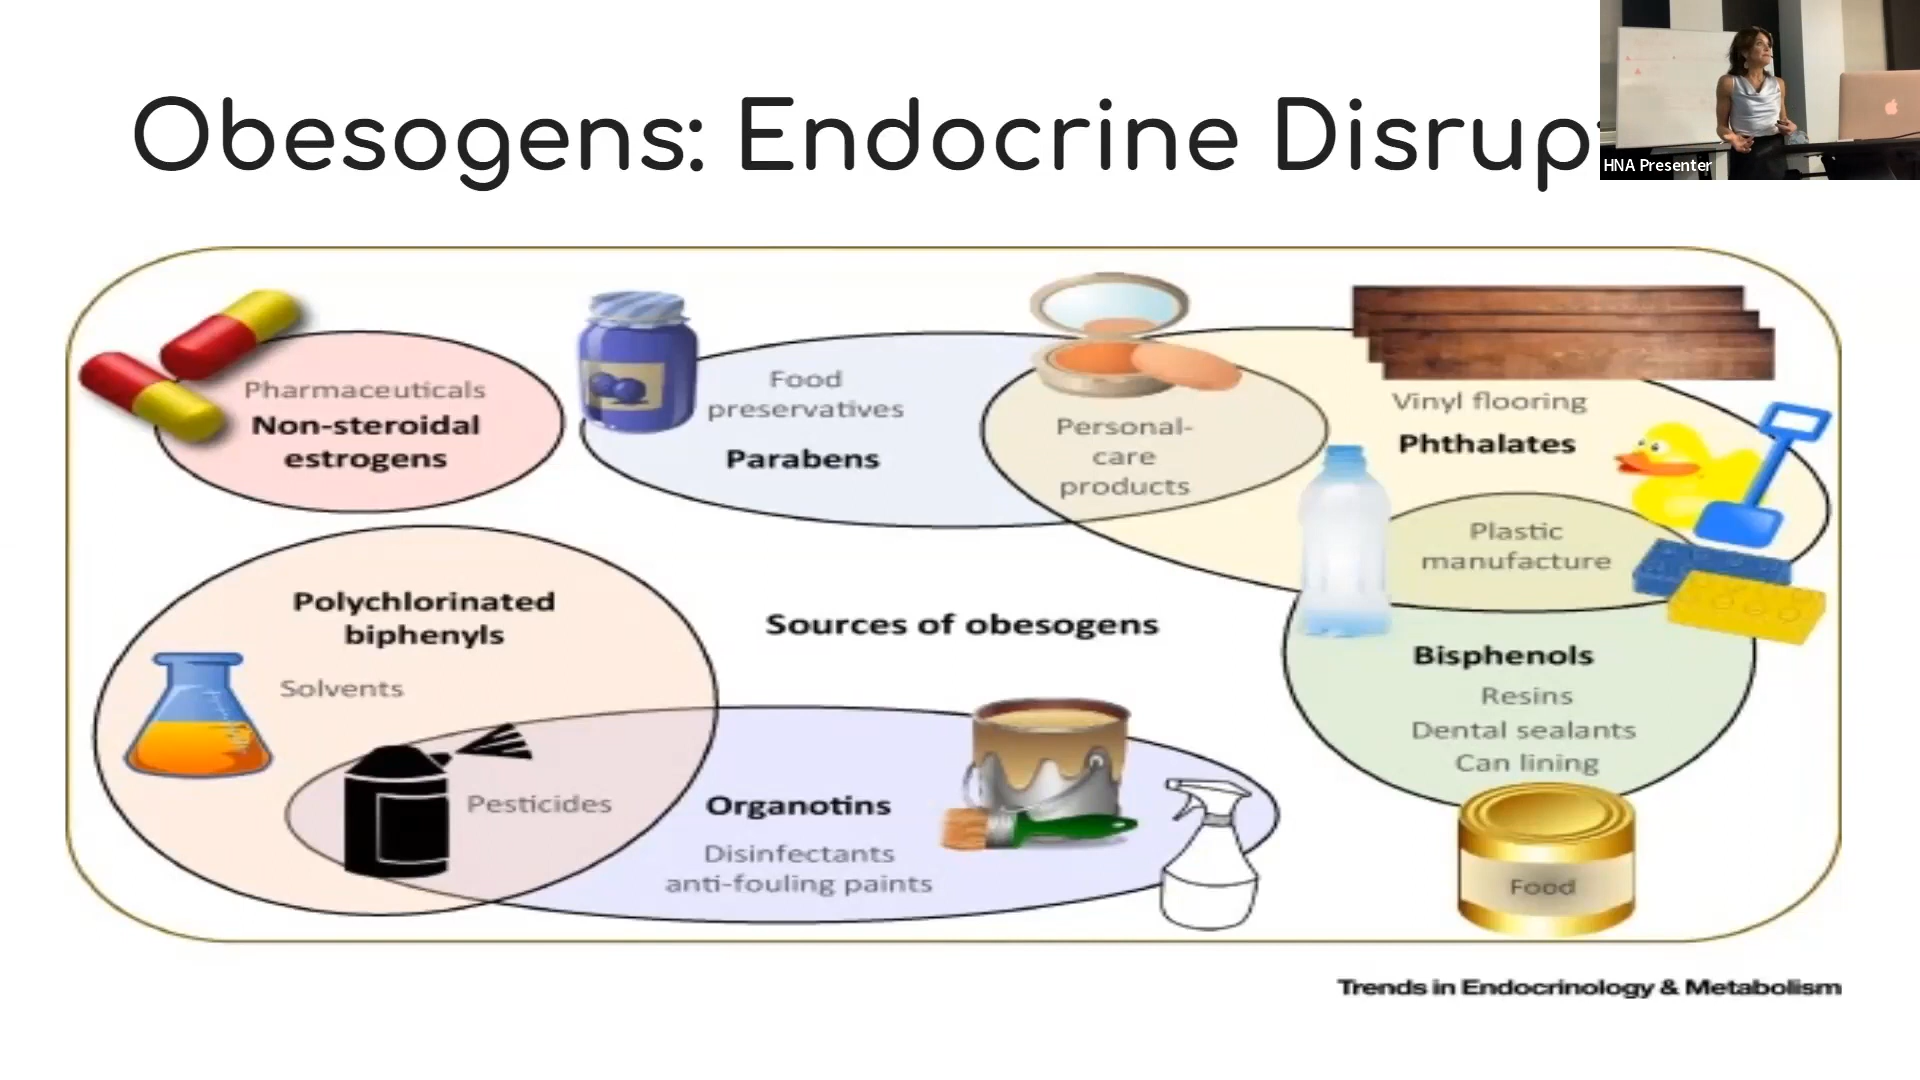 Obesogens: Endocrine Disrup
HNA Presenter
Pharmaceuticals
Non-steroidal
estrogens
Food
preservatives
Parabens
Personal-
care
products
Vinyl flooring
Phthalates
Plastic
manufacture
Polychlorinated
biphenyls
Solvents
Sources of obesogens
Bisphenols
Resins
Dental sealants
Can lining
Pesticides
Organotins
Disinfectants
anti-fouling paints
Food
Trends in Endocrinology & Metabolism